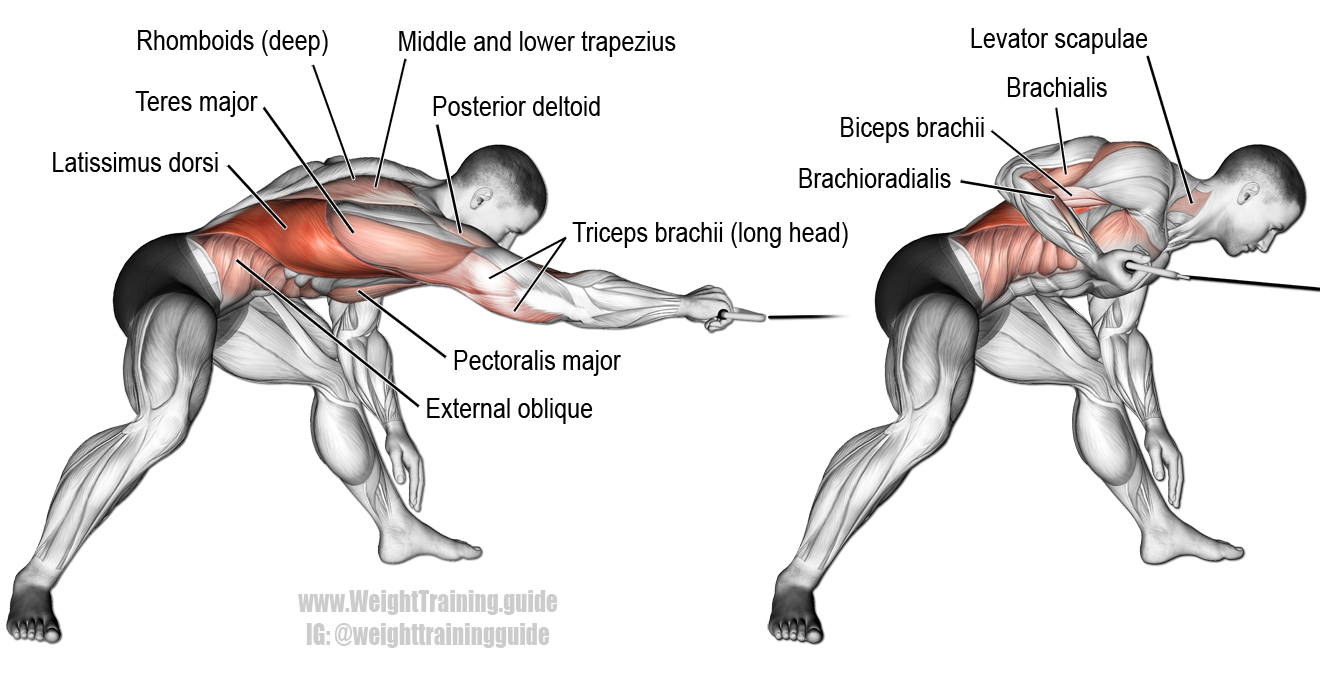 Rhomboids (deep)
Middle and lower trapezius
Teres major
Posterior deltoid
Latissimus dorsi
Triceps brachii (long head)
Pectoralis major
External oblique
Levator scapulae
Brachialis
Biceps brachii
Brachioradialis
www.WeightTraining.guide
IG: @weighttrainingguide